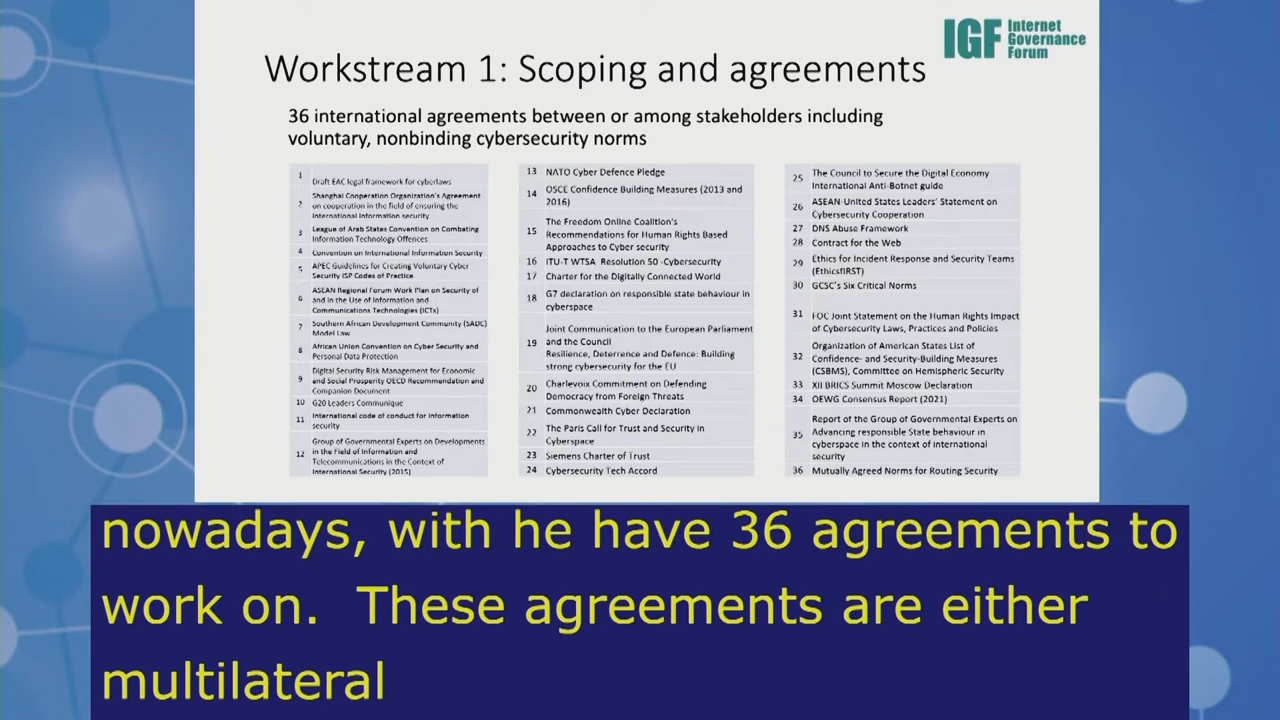 IGF Internet
Governance
Forum
Workstream 1: Scoping and agreements
36 international agreements between or among stakeholders including
voluntary, nonbinding cybersecurity norms
1 Draft EAC legal framework for cyberlaws
2 Shanghai Cooperation Organization's Agreement
on cooperation in the field of ensuring the
International Information security
3 League of Arab States Convention on Combating
Information Technology Offences
4 Convention on International Information Security
5 APEC Guidelines for Creating Voluntary Cyber
Security ISP Codes of Practice
6 ASEAN Regional Forum Work Plan on Security of
and in the Use of Information and
Communications Technologies (ICTs)
7 Southern African Development Community (SADC)
Model Law
8 African Union Convention on Cyber Security and
Personal Data Protection
9 Digital Security Risk Management for Economic
and Social Prosperity OECD Recommendation and
Companion Document
10 G20 Leaders Communique
11 International code of conduct for information
security
12 Group of Governmental Experts on Developments
in the Field of Information and
Telecommunications in the Context of
International Security (2015)
13 NATO Cyber Defence Pledge
14 OSCE Confidence Building Measures (2013 and
2016)
15 The Freedom Online Coalition's
Recommendations for Human Rights Based
Approaches to Cyber security
16 ITU-T WTSA Resolution 50 -Cybersecurity
17 Charter for the Digitally Connected World
18 G7 declaration on responsible state behaviour in
cyberspace
19 Joint Communication to the European Parliament
and the Council
Resilience, Deterrence and Defence: Building
strong cybersecurity for the EU
20 Charlevoix Commitment on Defending
Democracy from Foreign Threats
21 Commonwealth Cyber Declaration
22 The Paris Call for Trust and Security in
Cyberspace
23 Siemens Charter of Trust
24 Cybersecurity Tech Accord
25 The Council to Secure the Digital Economy
International Anti-Botnet guide
26 ASEAN-United States Leaders' Statement on
Cybersecurity Cooperation
27 DNS Abuse Framework
28 Contract for the Web
29 Ethics for Incident Response and Security Teams
(EthicsfIRST)
30 GCSC's Six Critical Norms
31 FOC Joint Statement on the Human Rights Impact
of Cybersecurity Laws, Practices and Policies
32 Organization of American States List of
Confidence- and Security-Building Measures
(CSBMS), Committee on Hemispheric Security
33 XII BRICS Summit Moscow Declaration
34 OEWG Consensus Report (2021)
35 Report of the Group of Governmental Experts on
Advancing responsible State behaviour in
cyberspace in the context of international
security
36 Mutually Agreed Norms for Routing Security
nowadays, with he have 36 agreements to
work on. These agreements are either
multilateral